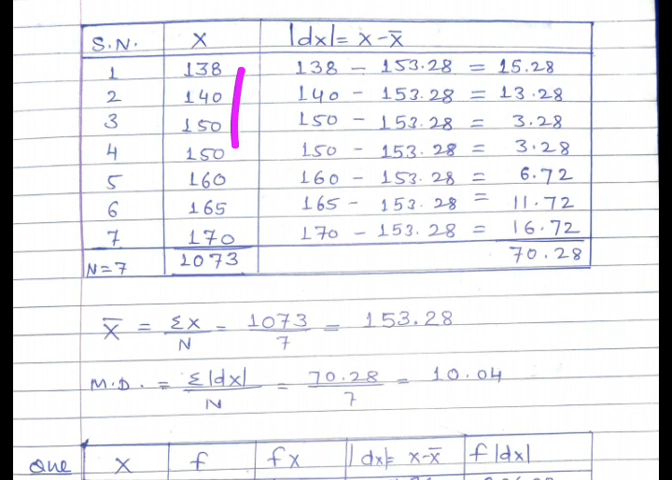 S.N. X |dx| = x-x̄
1 138 138 - 153.28 = 15.28
2 140 140 - 153.28 = 13.28
3 150 150 - 153.28 = 3.28
4 150 150 - 153.28 = 3.28
5 160 160 - 153.28 = 6.72
6 165 165 - 153.28 = 11.72
7 170 170 - 153.28 = 16.72
N=7 1073 70.28
x̄ = Σx/N = 1073/7 = 153.28
M.D. = Σ|dx|/N = 70.28/7 = 10.04
Que X f fx |dx|= x-x̄ f|dx|